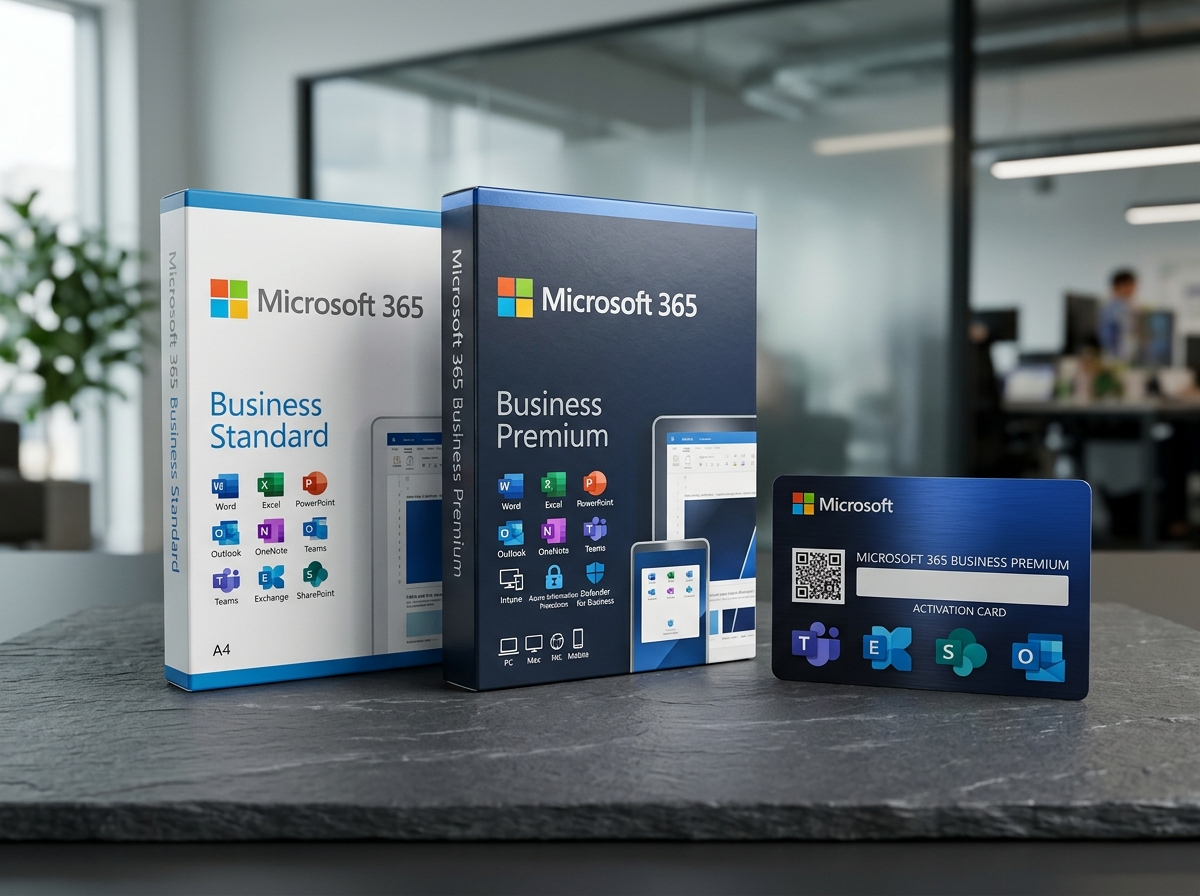 Microsoft 365 Business Standard
Microsoft 365
Business
Standard
Word
Excel
PowerPoint
Outlook
OneNote
Teams
Teams
Exchange
SharePoint
A4
Microsoft 365 Business Premium
Microsoft 365
Business
Premium
Word
Excel
PowerPoint
Outlook
OneNote
Teams
Intune
Defender
for Business
PC
Mac
Mobile
Microsoft
MICROSOFT 365 BUSINESS PREMIUM
ACTIVATION CARD
T
E
S
O